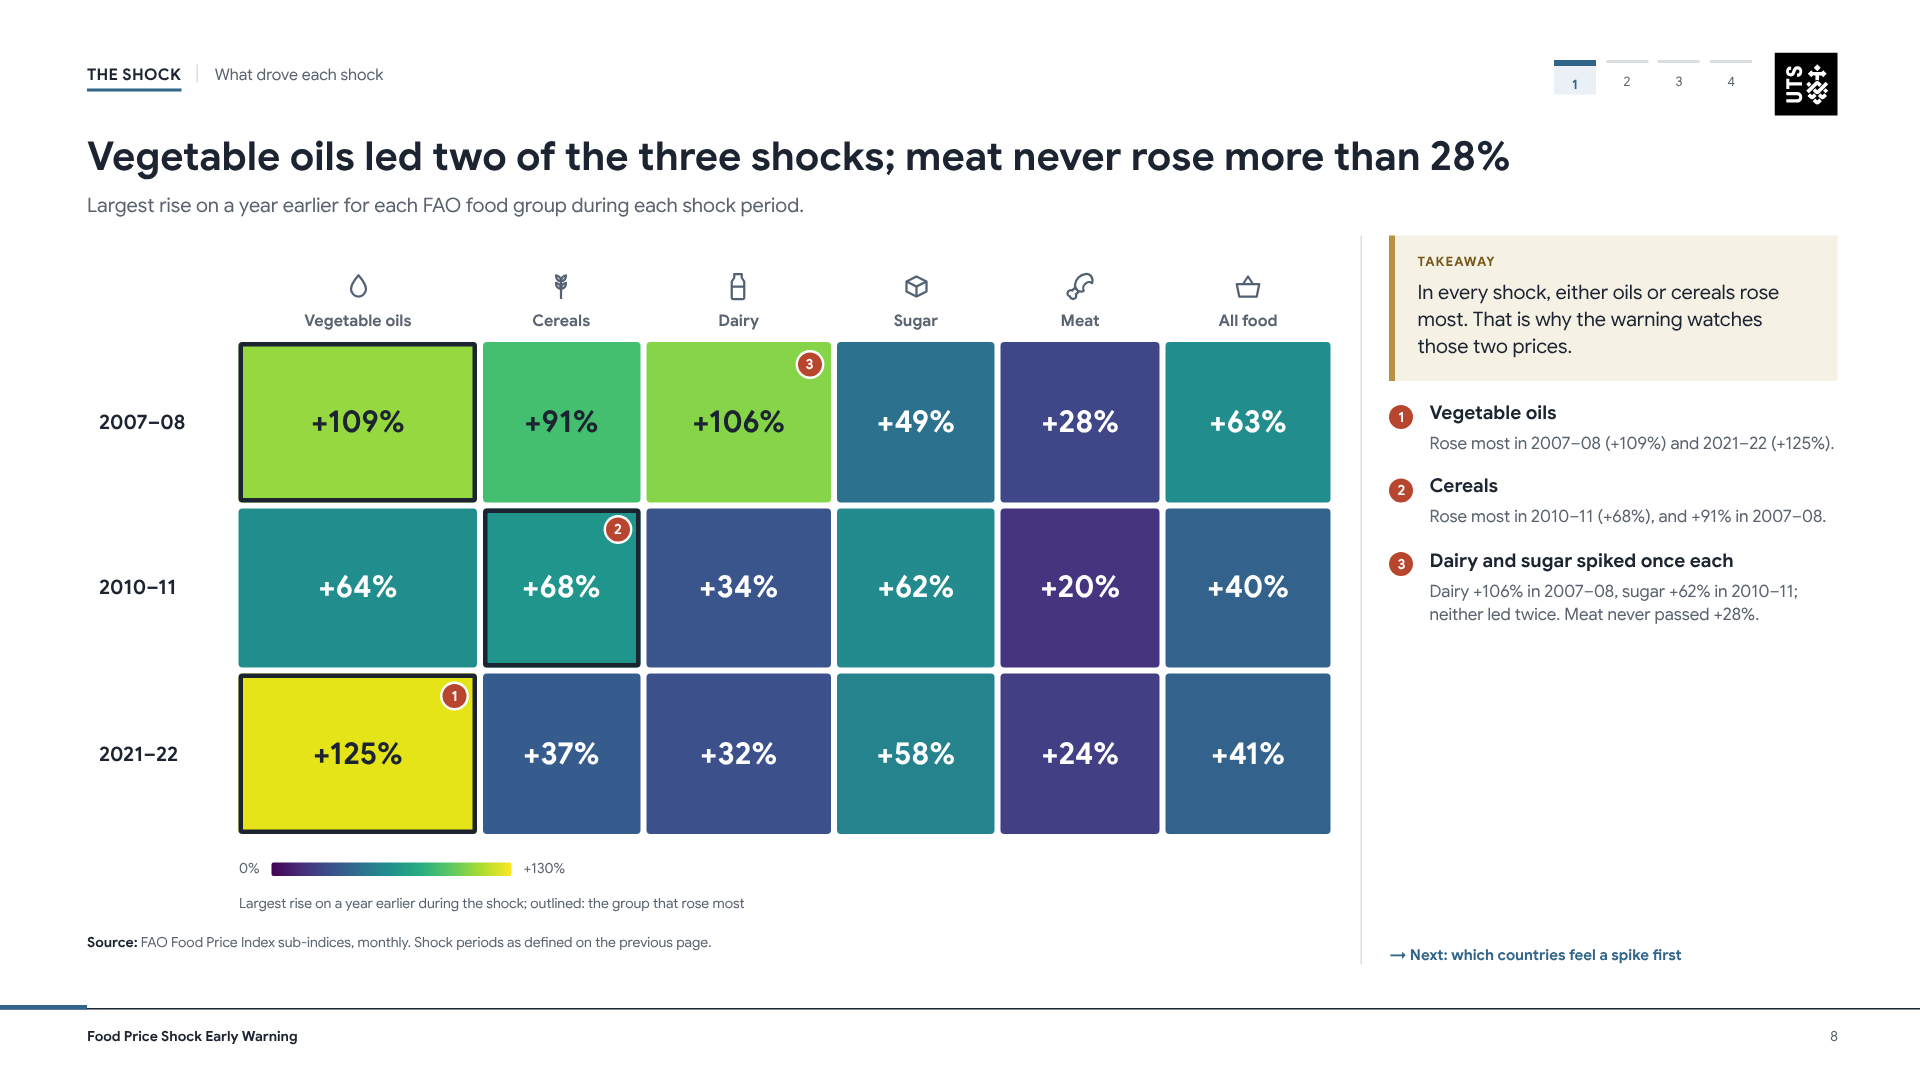 THE SHOCK
What drove each shock
1
2
3
4
UTS
Vegetable oils led two of the three shocks; meat never rose more than 28%
Largest rise on a year earlier for each FAO food group during each shock period.
Vegetable oils
Cereals
Dairy
Sugar
Meat
All food
2007–08
+109%
+91%
3
+106%
+49%
+28%
+63%
2010–11
+64%
2
+68%
+34%
+62%
+20%
+40%
2021–22
1
+125%
+37%
+32%
+58%
+24%
+41%
0%
+130%
Largest rise on a year earlier during the shock; outlined: the group that rose most
Source: FAO Food Price Index sub-indices, monthly. Shock periods as defined on the previous page.
TAKEAWAY
In every shock, either oils or cereals rose
most. That is why the warning watches
those two prices.
1
Vegetable oils
Rose most in 2007–08 (+109%) and 2021–22 (+125%).
2
Cereals
Rose most in 2010–11 (+68%), and +91% in 2007–08.
3
Dairy and sugar spiked once each
Dairy +106% in 2007–08, sugar +62% in 2010–11;
neither led twice. Meat never passed +28%.
→ Next: which countries feel a spike first
Food Price Shock Early Warning
8